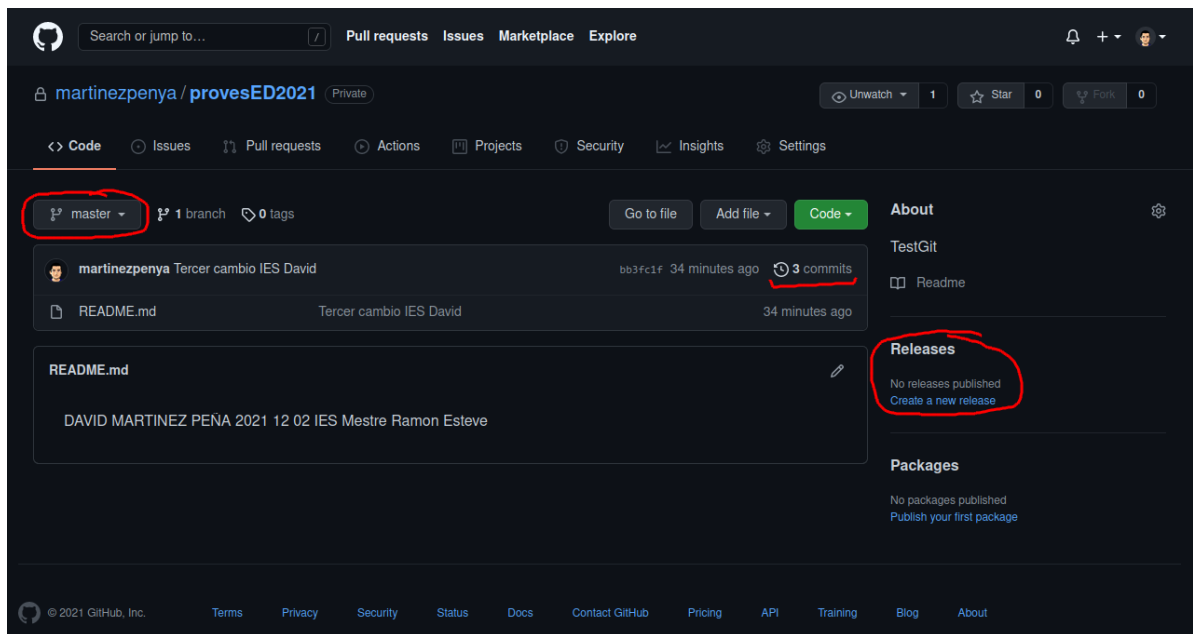 Search or jump to... / Pull requests Issues Marketplace Explore
martinezpenya / provesED2021 Private Unwatch 1 Star 0 Fork 0
Code Issues Pull requests Actions Projects Security Insights Settings
master 1 branch 0 tags Go to file Add file Code
martinezpenya Tercer cambio IES David bb3fc1f 34 minutes ago 3 commits
README.md Tercer cambio IES David 34 minutes ago
README.md
DAVID MARTINEZ PEÑA 2021 12 02 IES Mestre Ramon Esteve
About
TestGit
Readme
Releases
No releases published
Create a new release
Packages
No packages published
Publish your first package
© 2021 GitHub, Inc. Terms Privacy Security Status Docs Contact GitHub Pricing API Training Blog About